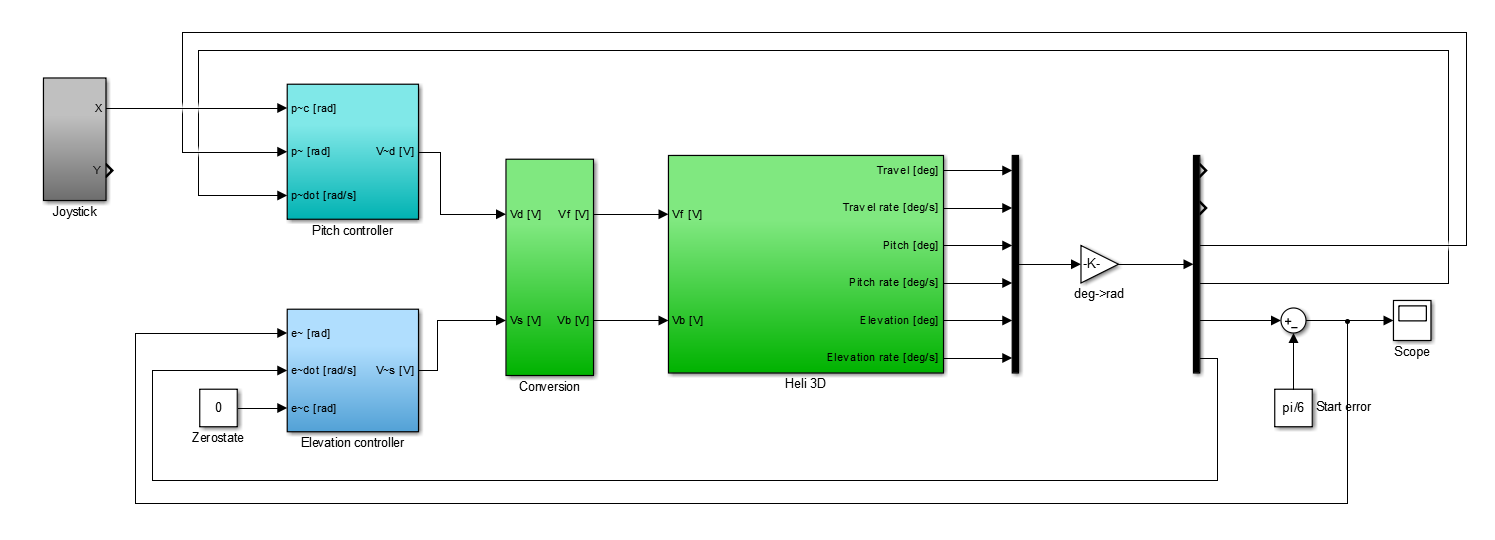 X
Y
Joystick
p~c [rad]
p~ [rad]
p~dot [rad/s]
V~d [V]
Pitch controller
e~ [rad]
e~dot [rad/s]
e~c [rad]
V~s [V]
Elevation controller
0
Zerostate
Vd [V]
Vs [V]
Vf [V]
Vb [V]
Conversion
Vf [V]
Vb [V]
Travel [deg]
Travel rate [deg/s]
Pitch [deg]
Pitch rate [deg/s]
Elevation [deg]
Elevation rate [deg/s]
Heli 3D
-K-
deg->rad
+
_
pi/6
Start error
Scope